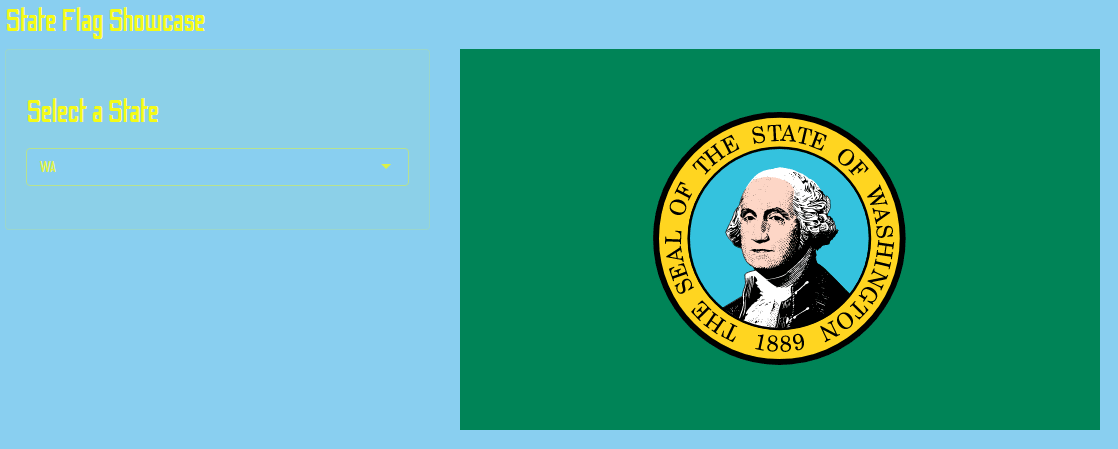 State Flag Showcase
Select a State
WA
THE SEAL OF THE STATE OF WASHINGTON
1889